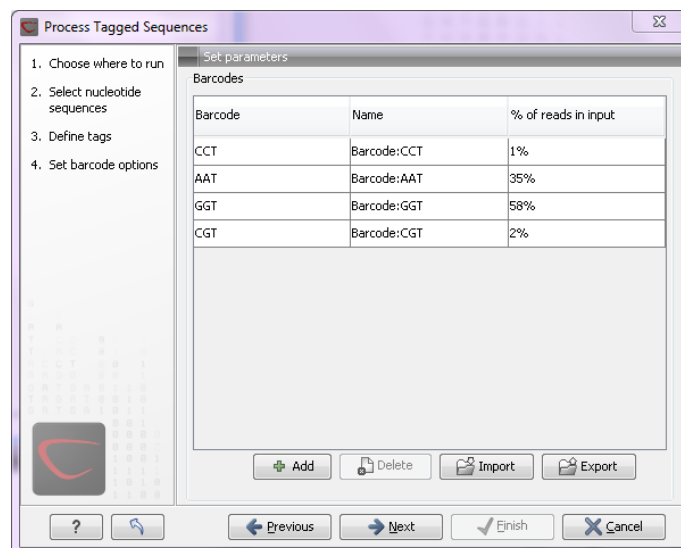 Process Tagged Sequences
1. Choose where to run
2. Select nucleotide
sequences
3. Define tags
4. Set barcode options
Set parameters
Barcodes
Barcode Name % of reads in input
CCT Barcode:CCT 1%
AAT Barcode:AAT 35%
GGT Barcode:GGT 58%
CGT Barcode:CGT 2%
Add Delete Import Export
? Previous Next Finish Cancel